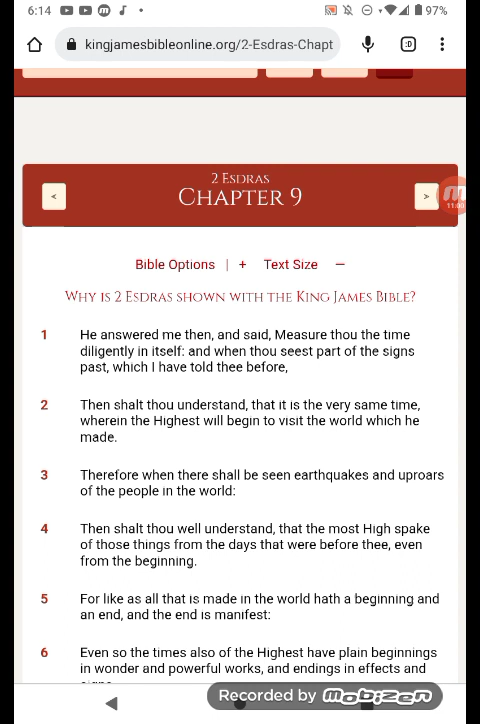 6:14
97%
kingjamesbibleonline.org/2-Esdras-Chapt
:D
2 Esdras
Chapter 9
<
>
11:00
Bible Options | + Text Size —
Why is 2 Esdras shown with the King James Bible?
1 He answered me then, and said, Measure thou the time
diligently in itself: and when thou seest part of the signs
past, which I have told thee before,
2 Then shalt thou understand, that it is the very same time,
wherein the Highest will begin to visit the world which he
made.
3 Therefore when there shall be seen earthquakes and uproars
of the people in the world:
4 Then shalt thou well understand, that the most High spake
of those things from the days that were before thee, even
from the beginning.
5 For like as all that is made in the world hath a beginning and
an end, and the end is manifest:
6 Even so the times also of the Highest have plain beginnings
in wonder and powerful works, and endings in effects and
Recorded by mobizen